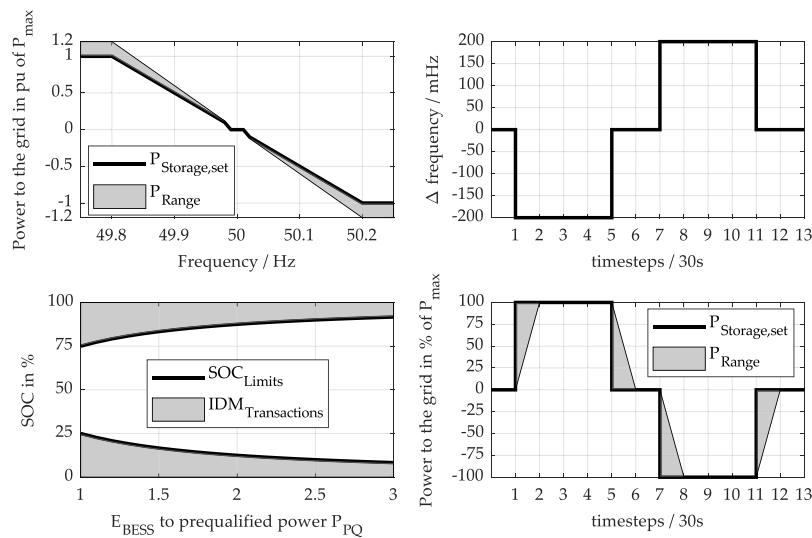 Power to the grid in pu of P_max
1.2
1
0.5
0
-0.5
-1
-1.2
P_Storage,set
P_Range
49.8 49.9 50 50.1 50.2
Frequency / Hz
Δ frequency / mHz
200
150
100
50
0
-50
-100
-150
-200
1 2 3 4 5 6 7 8 9 10 11 12 13
timesteps / 30s
SOC in %
100
75
50
25
0
SOC_Limits
IDM_Transactions
1 1.5 2 2.5 3
E_BESS to prequalified power P_PQ
Power to the grid in % of P_max
100
75
50
25
0
-25
-50
-75
-100
P_Storage,set
P_Range
1 2 3 4 5 6 7 8 9 10 11 12 13
timesteps / 30s